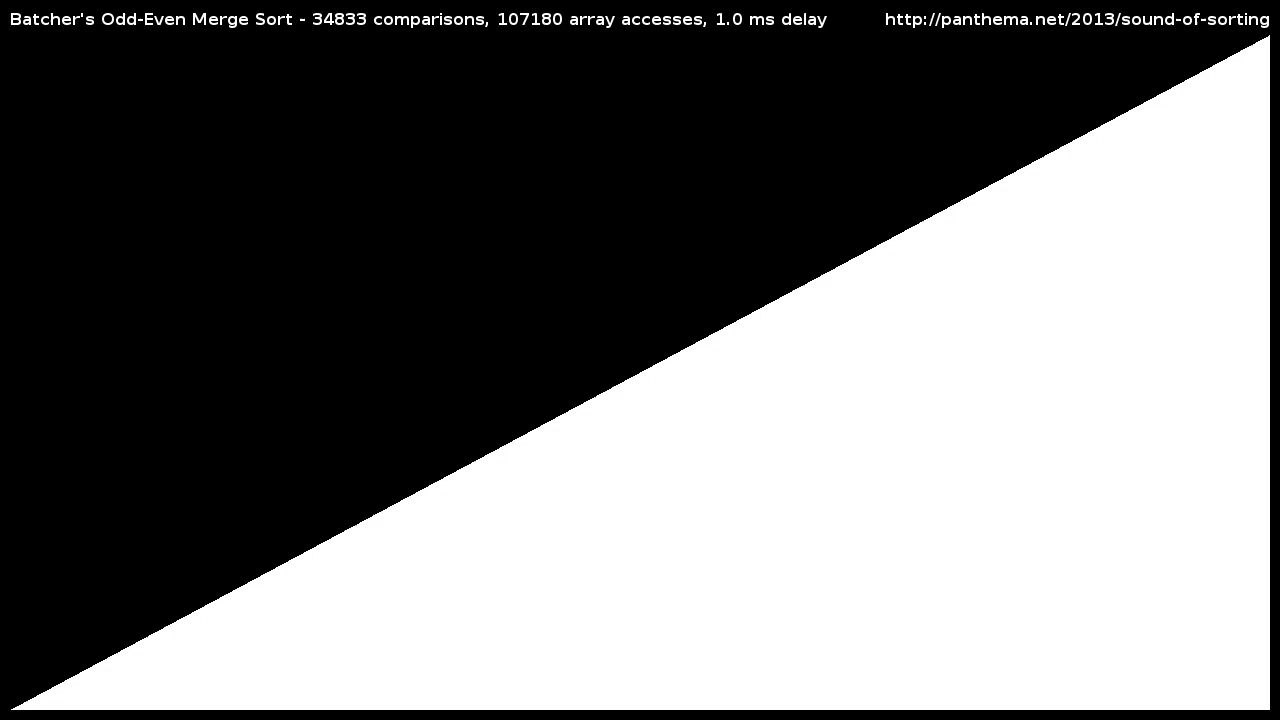 Batcher's Odd-Even Merge Sort - 34833 comparisons, 107180 array accesses, 1.0 ms delay http://panthema.net/2013/sound-of-sorting